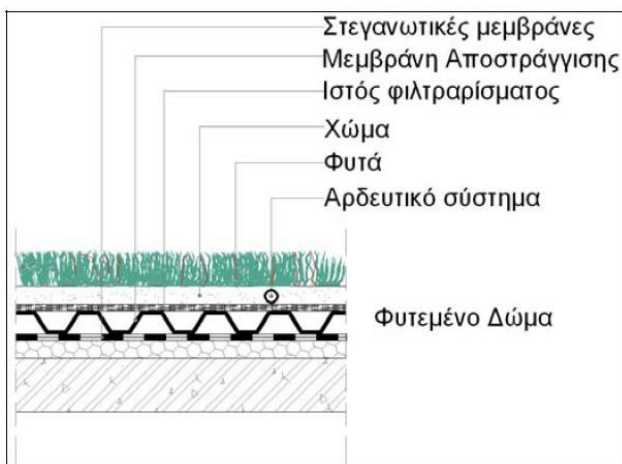 Στεγανωτικές μεμβράνες
Μεμβράνη Αποστράγγισης
Ιστός φιλτραρίσματος
Χώμα
Φυτά
Αρδευτικό σύστημα
Φυτεμένο Δώμα